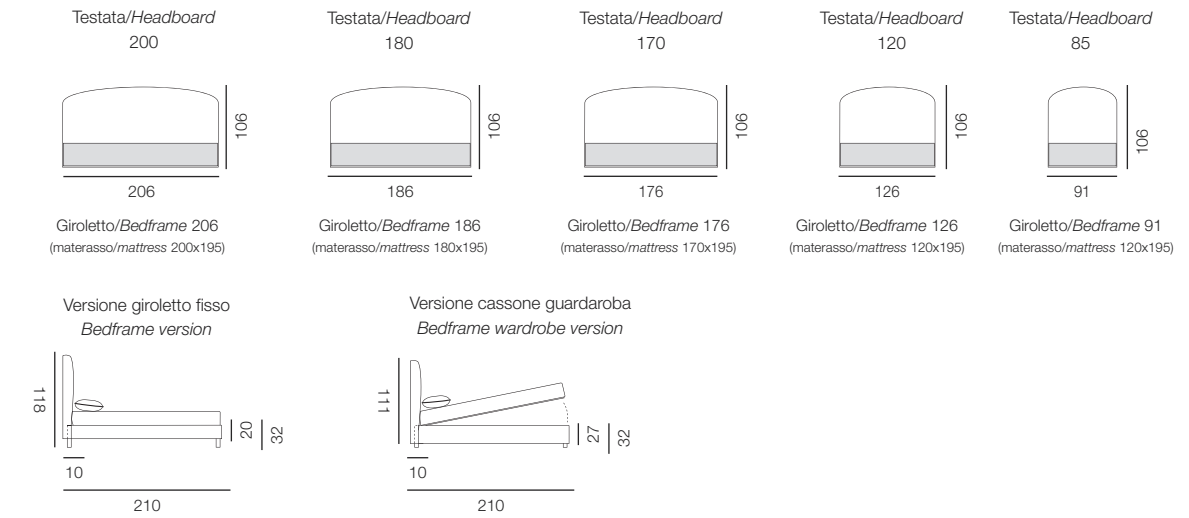 Testata/Headboard
200
106
206
Giroletto/Bedframe 206
(materasso/mattress 200x195)
Testata/Headboard
180
106
186
Giroletto/Bedframe 186
(materasso/mattress 180x195)
Testata/Headboard
170
106
176
Giroletto/Bedframe 176
(materasso/mattress 170x195)
Testata/Headboard
120
106
126
Giroletto/Bedframe 126
(materasso/mattress 120x195)
Testata/Headboard
85
106
91
Giroletto/Bedframe 91
(materasso/mattress 120x195)
Versione giroletto fisso
Bedframe version
118
20
32
10
210
Versione cassone guardaroba
Bedframe wardrobe version
111
27
32
10
210